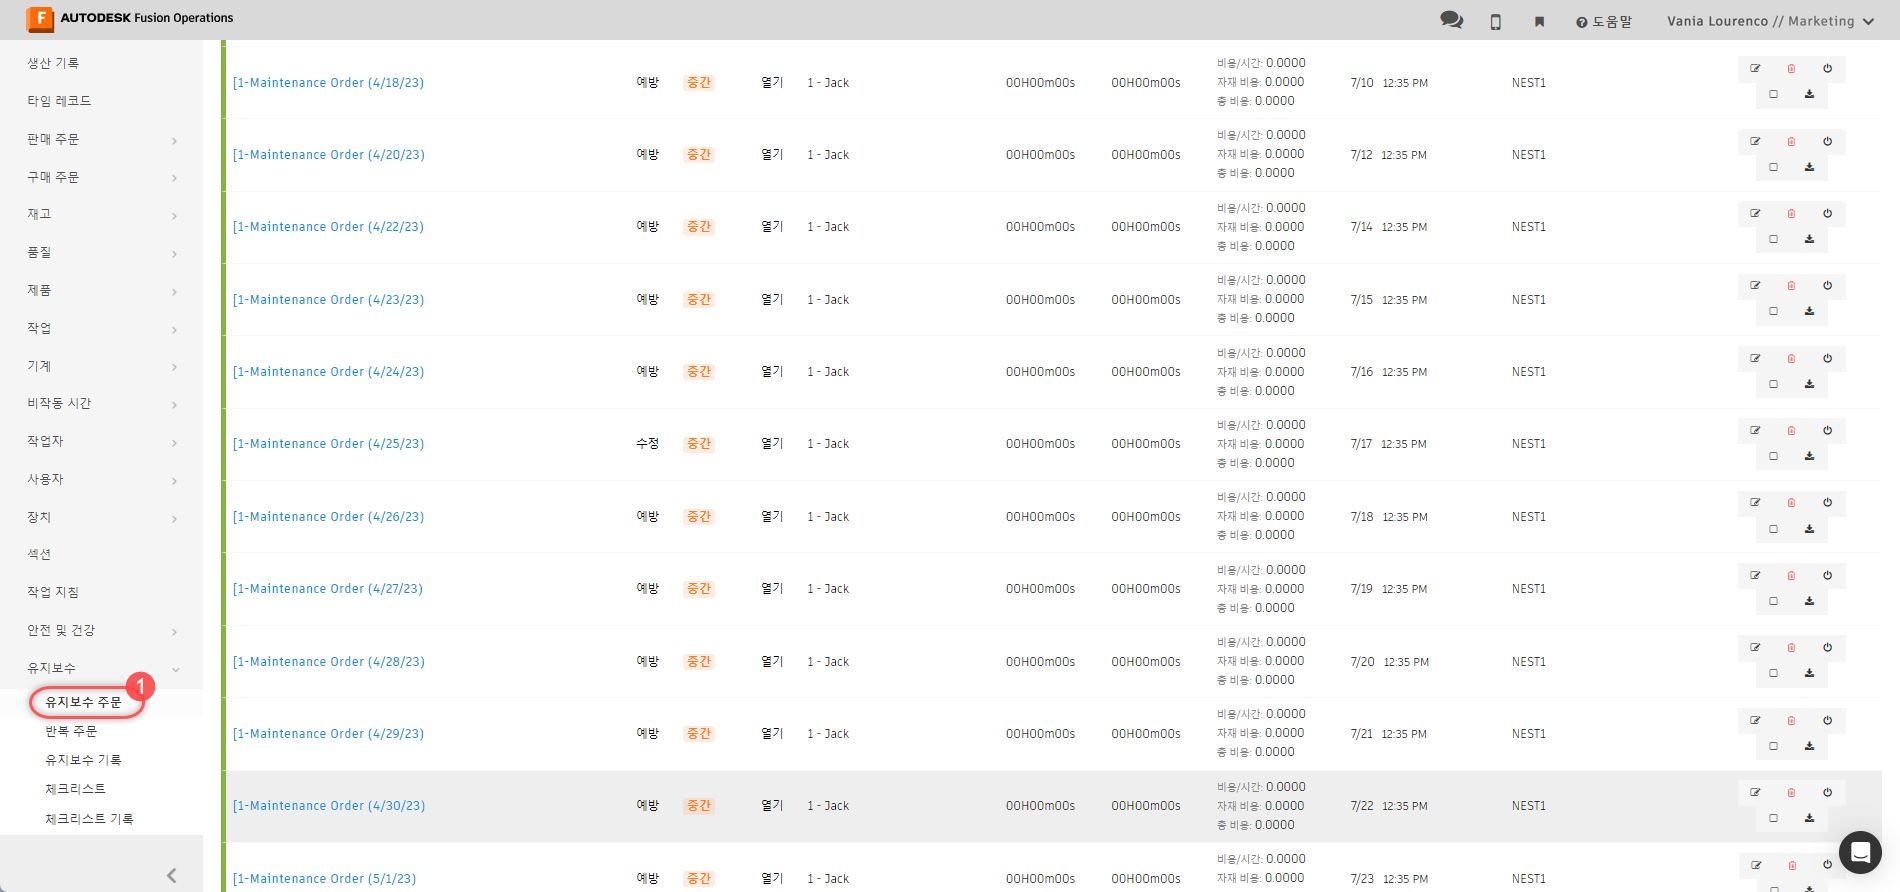 F AUTODESK Fusion Operations
도움말
Vania Lourenco // Marketing
생산 기록
타임 레코드
판매 주문
구매 주문
재고
품질
제품
작업
기계
비작동 시간
작업자
사용자
장치
섹션
작업 지침
안전 및 건강
유지보수
1
유지보수 주문
반복 주문
유지보수 기록
체크리스트
체크리스트 기록
[1-Maintenance Order (4/18/23) 예방 중간 열기 1 - Jack 00H00m00s 00H00m00s 비용/시간: 0.0000 7/10 12:35 PM NEST1
자재 비용: 0.0000
총 비용: 0.0000
[1-Maintenance Order (4/20/23) 예방 중간 열기 1 - Jack 00H00m00s 00H00m00s 비용/시간: 0.0000 7/12 12:35 PM NEST1
자재 비용: 0.0000
총 비용: 0.0000
[1-Maintenance Order (4/22/23) 예방 중간 열기 1 - Jack 00H00m00s 00H00m00s 비용/시간: 0.0000 7/14 12:35 PM NEST1
자재 비용: 0.0000
총 비용: 0.0000
[1-Maintenance Order (4/23/23) 예방 중간 열기 1 - Jack 00H00m00s 00H00m00s 비용/시간: 0.0000 7/15 12:35 PM NEST1
자재 비용: 0.0000
총 비용: 0.0000
[1-Maintenance Order (4/24/23) 예방 중간 열기 1 - Jack 00H00m00s 00H00m00s 비용/시간: 0.0000 7/16 12:35 PM NEST1
자재 비용: 0.0000
총 비용: 0.0000
[1-Maintenance Order (4/25/23) 수정 중간 열기 1 - Jack 00H00m00s 00H00m00s 비용/시간: 0.0000 7/17 12:35 PM NEST1
자재 비용: 0.0000
총 비용: 0.0000
[1-Maintenance Order (4/26/23) 예방 중간 열기 1 - Jack 00H00m00s 00H00m00s 비용/시간: 0.0000 7/18 12:35 PM NEST1
자재 비용: 0.0000
총 비용: 0.0000
[1-Maintenance Order (4/27/23) 예방 중간 열기 1 - Jack 00H00m00s 00H00m00s 비용/시간: 0.0000 7/19 12:35 PM NEST1
자재 비용: 0.0000
총 비용: 0.0000
[1-Maintenance Order (4/28/23) 예방 중간 열기 1 - Jack 00H00m00s 00H00m00s 비용/시간: 0.0000 7/20 12:35 PM NEST1
자재 비용: 0.0000
총 비용: 0.0000
[1-Maintenance Order (4/29/23) 예방 중간 열기 1 - Jack 00H00m00s 00H00m00s 비용/시간: 0.0000 7/21 12:35 PM NEST1
자재 비용: 0.0000
총 비용: 0.0000
[1-Maintenance Order (4/30/23) 예방 중간 열기 1 - Jack 00H00m00s 00H00m00s 비용/시간: 0.0000 7/22 12:35 PM NEST1
자재 비용: 0.0000
총 비용: 0.0000
[1-Maintenance Order (5/1/23) 예방 중간 열기 1 - Jack 00H00m00s 00H00m00s 비용/시간: 0.0000 7/23 12:35 PM NEST1
자재 비용: 0.0000